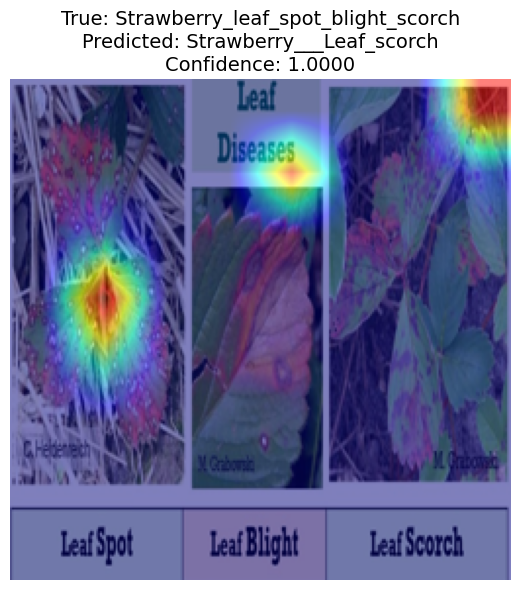 True: Strawberry_leaf_spot_blight_scorch
Predicted: Strawberry___Leaf_scorch
Confidence: 1.0000
Leaf
Diseases
C. Heidenreich
M. Grabowski
M. Grabowski
Leaf Spot
Leaf Blight
Leaf Scorch